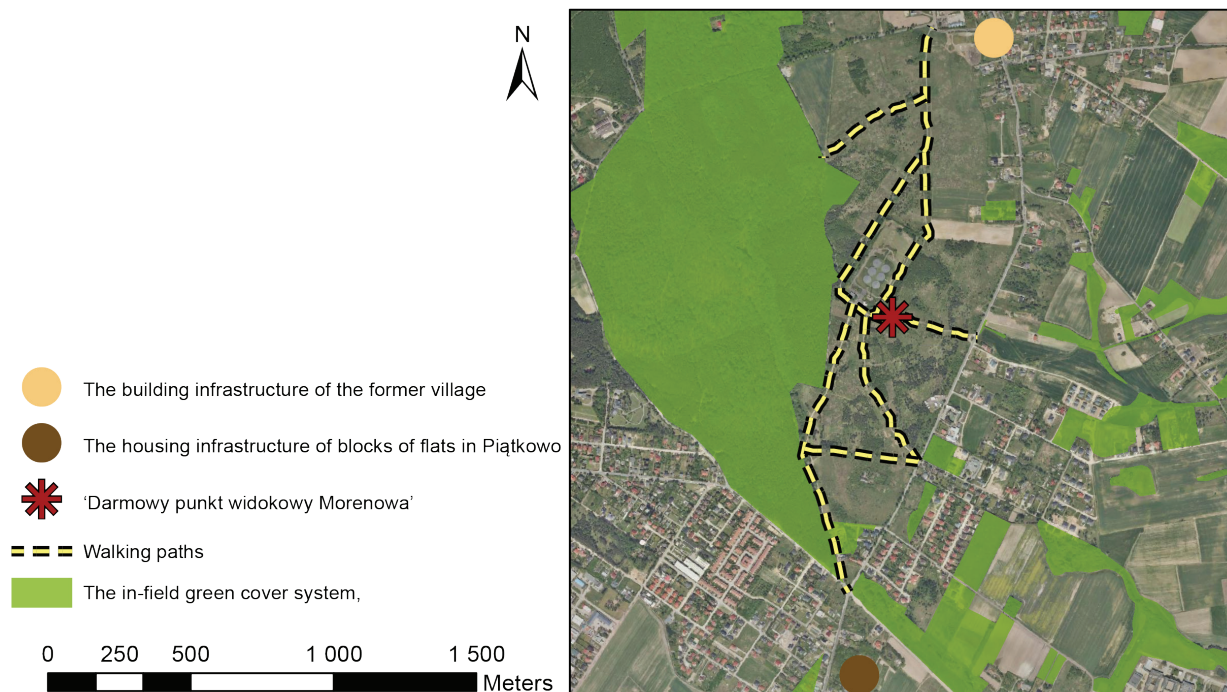 N
The building infrastructure of the former village
The housing infrastructure of blocks of flats in Piątkowo
‘Darmowy punkt widokowy Morenowa’
Walking paths
The in-field green cover system,
0 250 500 1 000 1 500
Meters